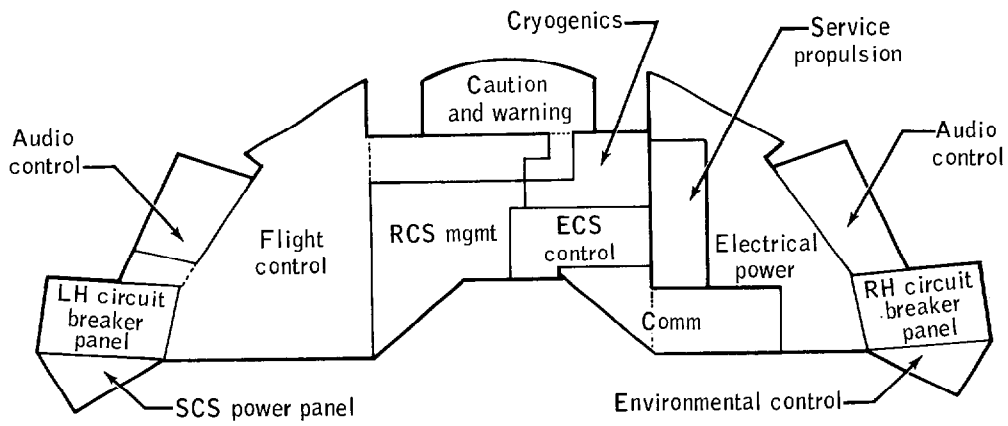 Cryogenics
Service
propulsion
Caution
and warning
Audio
control
Audio
control
Flight
control
RCS mgmt
ECS
control
Electrical
power
LH circuit
breaker
panel
RH circuit
breaker
panel
Comm
SCS power panel
Environmental control